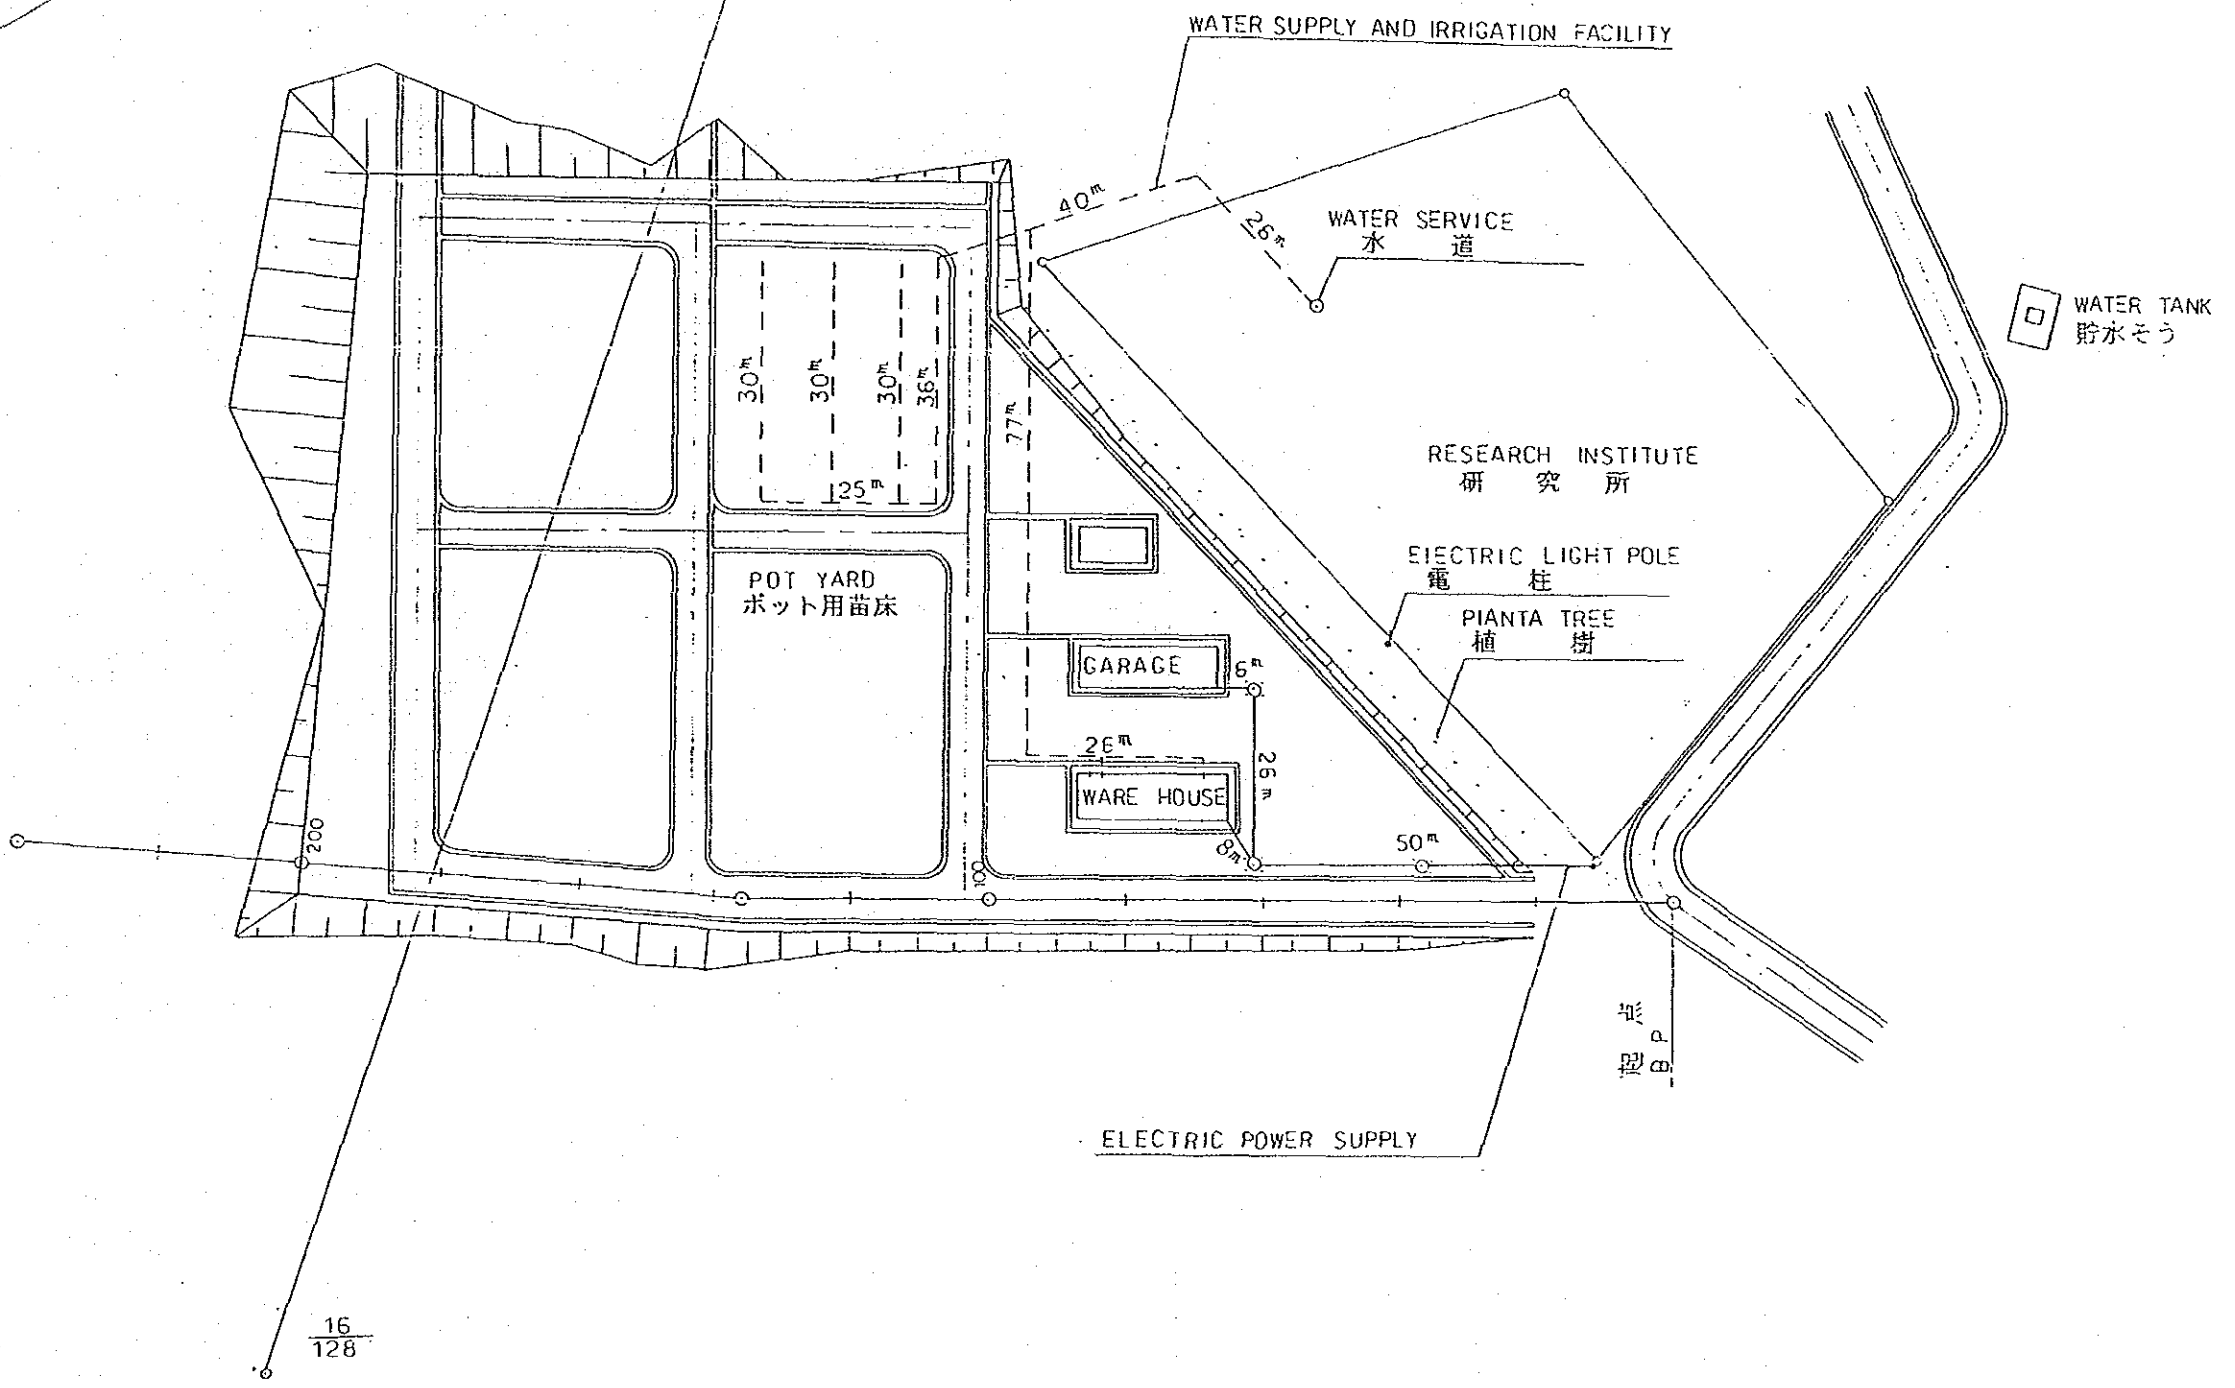 WATER SUPPLY AND IRRIGATION FACILITY
40m
26m
WATER SERVICE
水 道
WATER TANK
貯水そう
30m
30m
30m
36m
77m
25m
RESEARCH INSTITUTE
研 究 所
ElECTRIC LIGHT POLE
電 柱
POT YARD
ポット用苗床
PIANTA TREE
植 樹
GARAGE
6m
26m
26m
WARE HOUSE
8m
50m
200
100
起 点
B P
ELECTRIC POWER SUPPLY
16
128